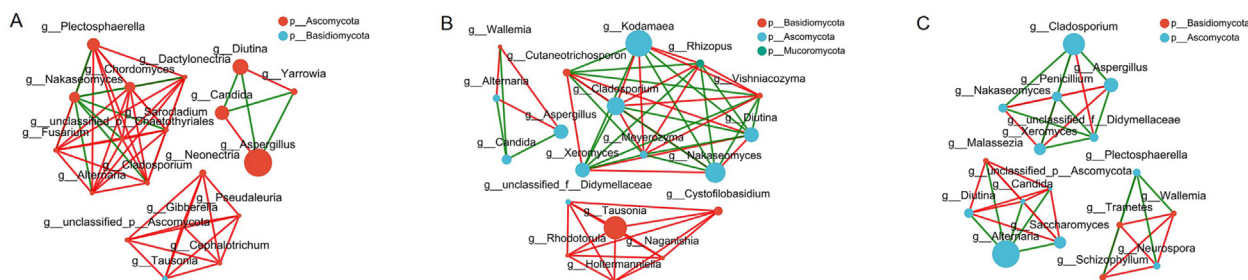 A
p__Ascomycota
p__Basidiomycota
g__Plectosphaerella
g__Diutina
g__Dactylonectria
g__Chordomyces
g__Yarrowia
g__Nakaseomyces
g__Candida
g__Sarocladium
g__unclassified_p__Chaetothyriales
g__Fusarium
g__Aspergillus
g__Neonectria
g__Cladosporum
g__Alternaria
g__Pseudaleuria
g__Gibberella
g__unclassified_p__Ascomycota
g__Cephalotrichum
g__Tausonia
B
p__Basidiomycota
p__Ascomycota
p__Mucoromycota
g__Kodamaea
g__Wallemia
g__Rhizopus
g__Cutaneotrichosporon
g__Vishniacozyma
g__Alternaria
g__Cladosporium
g__Aspergillus
g__Diutina
g__Meyerozyma
g__Candida
g__Xeromyces
g__Nakaseomyces
g__unclassified_f__Didymellaceae
g__Cystofilobasidium
g__Tausonia
g__Rhodotorula
g__Naganishia
g__Holtermanniella
C
p__Basidiomycota
p__Ascomycota
g__Cladosporium
g__Aspergillus
g__Penicillium
g__Nakaseomyces
g__unclassified_f__Didymellaceae
g__Xeromyces
g__Malassezia
g__Plectosphaerella
g__unclassified_p__Ascomycota
g__Candida
g__Diutina
g__Wallemia
g__Trametes
g__Saccharomyces
g__Alternaria
g__Neurospora
g__Schizophyllum